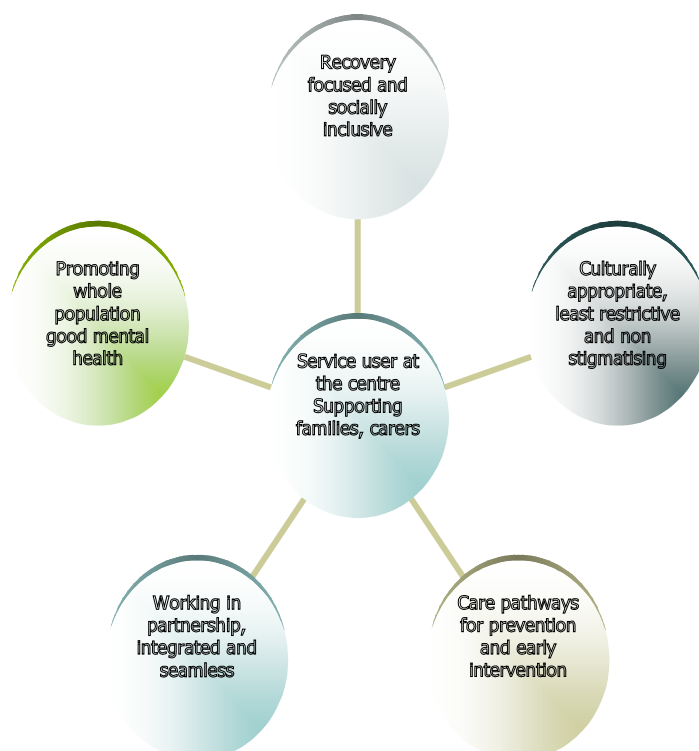 Recovery
focused and
socially
inclusive
Promoting
whole
population
good mental
health
Culturally
appropriate,
least restrictive
and non
stigmatising
Service user at
the centre
Supporting
families, carers
Working in
partnership,
integrated and
seamless
Care pathways
for prevention
and early
intervention